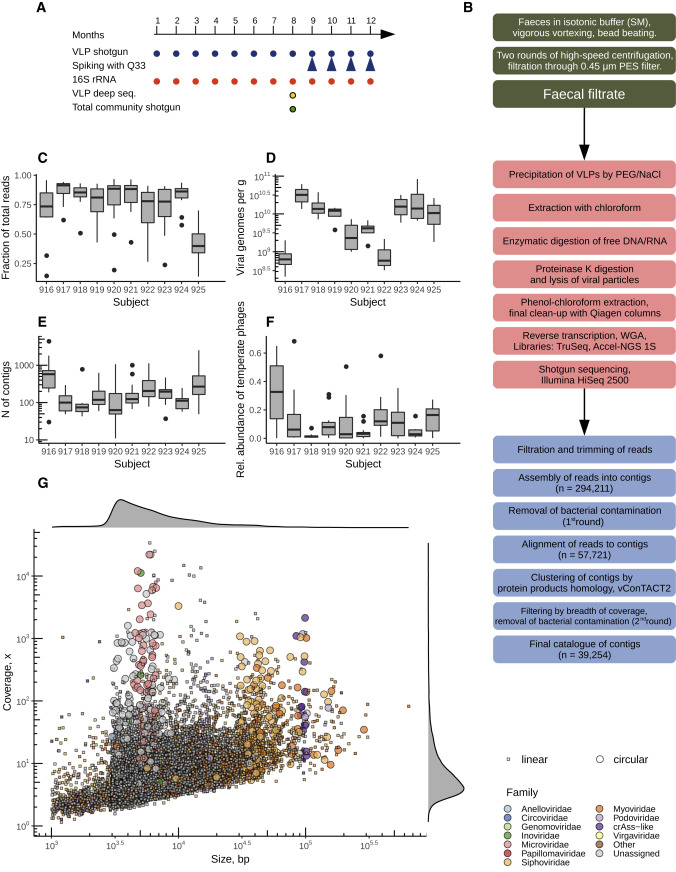 A
1 2 3 4 5 6 7 8 9 10 11 12
Months
VLP shotgun
Spiking with Q33
16S rRNA
VLP deep seq.
Total community shotgun
B
Faeces in isotonic buffer (SM),
vigorous vortexing, bead beating.
Two rounds of high-speed centrifugation,
filtration through 0.45 µm PES filter.
Faecal filtrate
Precipitation of VLPs by PEG/NaCl
Extraction with chloroform
Enzymatic digestion of free DNA/RNA
Proteinase K digestion
and lysis of viral particles
Phenol-chloroform extraction,
final clean-up with Qiagen columns
Reverse transcription, WGA,
Libraries: TruSeq, Accel-NGS 1S
Shotgun sequencing,
Illumina HiSeq 2500
Filtration and trimming of reads
Assembly of reads into contigs
(n = 294,211)
Removal of bacterial contamination
(1st round)
Alignment of reads to contigs
(n = 57,721)
Clustering of contigs by
protein products homology, vConTACT2
Filtering by breadth of coverage,
removal of bacterial contamination (2nd round)
Final catalogue of contigs
(n = 39,254)
C
Fraction of total reads
1.00
0.75
0.50
0.25
916 917 918 919 920 921 922 923 924 925
Subject
D
Viral genomes per g
10^11
10^10.5
10^10
10^9.5
10^9
10^8.5
916 917 918 919 920 921 922 923 924 925
Subject
E
N of contigs
1000
100
10
916 917 918 919 920 921 922 923 924 925
Subject
F
Rel. abundance of temperate phages
0.6
0.4
0.2
0.0
916 917 918 919 920 921 922 923 924 925
Subject
G
Coverage, x
10^4
10^3
10^2
10^1
10^0
10^3 10^3.5 10^4 10^4.5 10^5 10^5.5
Size, bp
linear
circular
Family
Anelloviridae
Circoviridae
Genomoviridae
Inoviridae
Microviridae
Papillomaviridae
Siphoviridae
Myoviridae
Podoviridae
crAss−like
Virgaviridae
Other
Unassigned